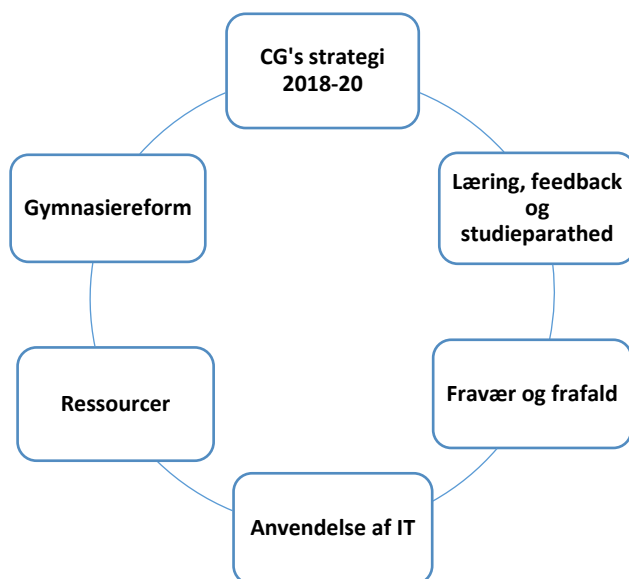 CG's strategi
2018-20
Læring, feedback
og
studieparathed
Fravær og frafald
Anvendelse af IT
Ressourcer
Gymnasiereform